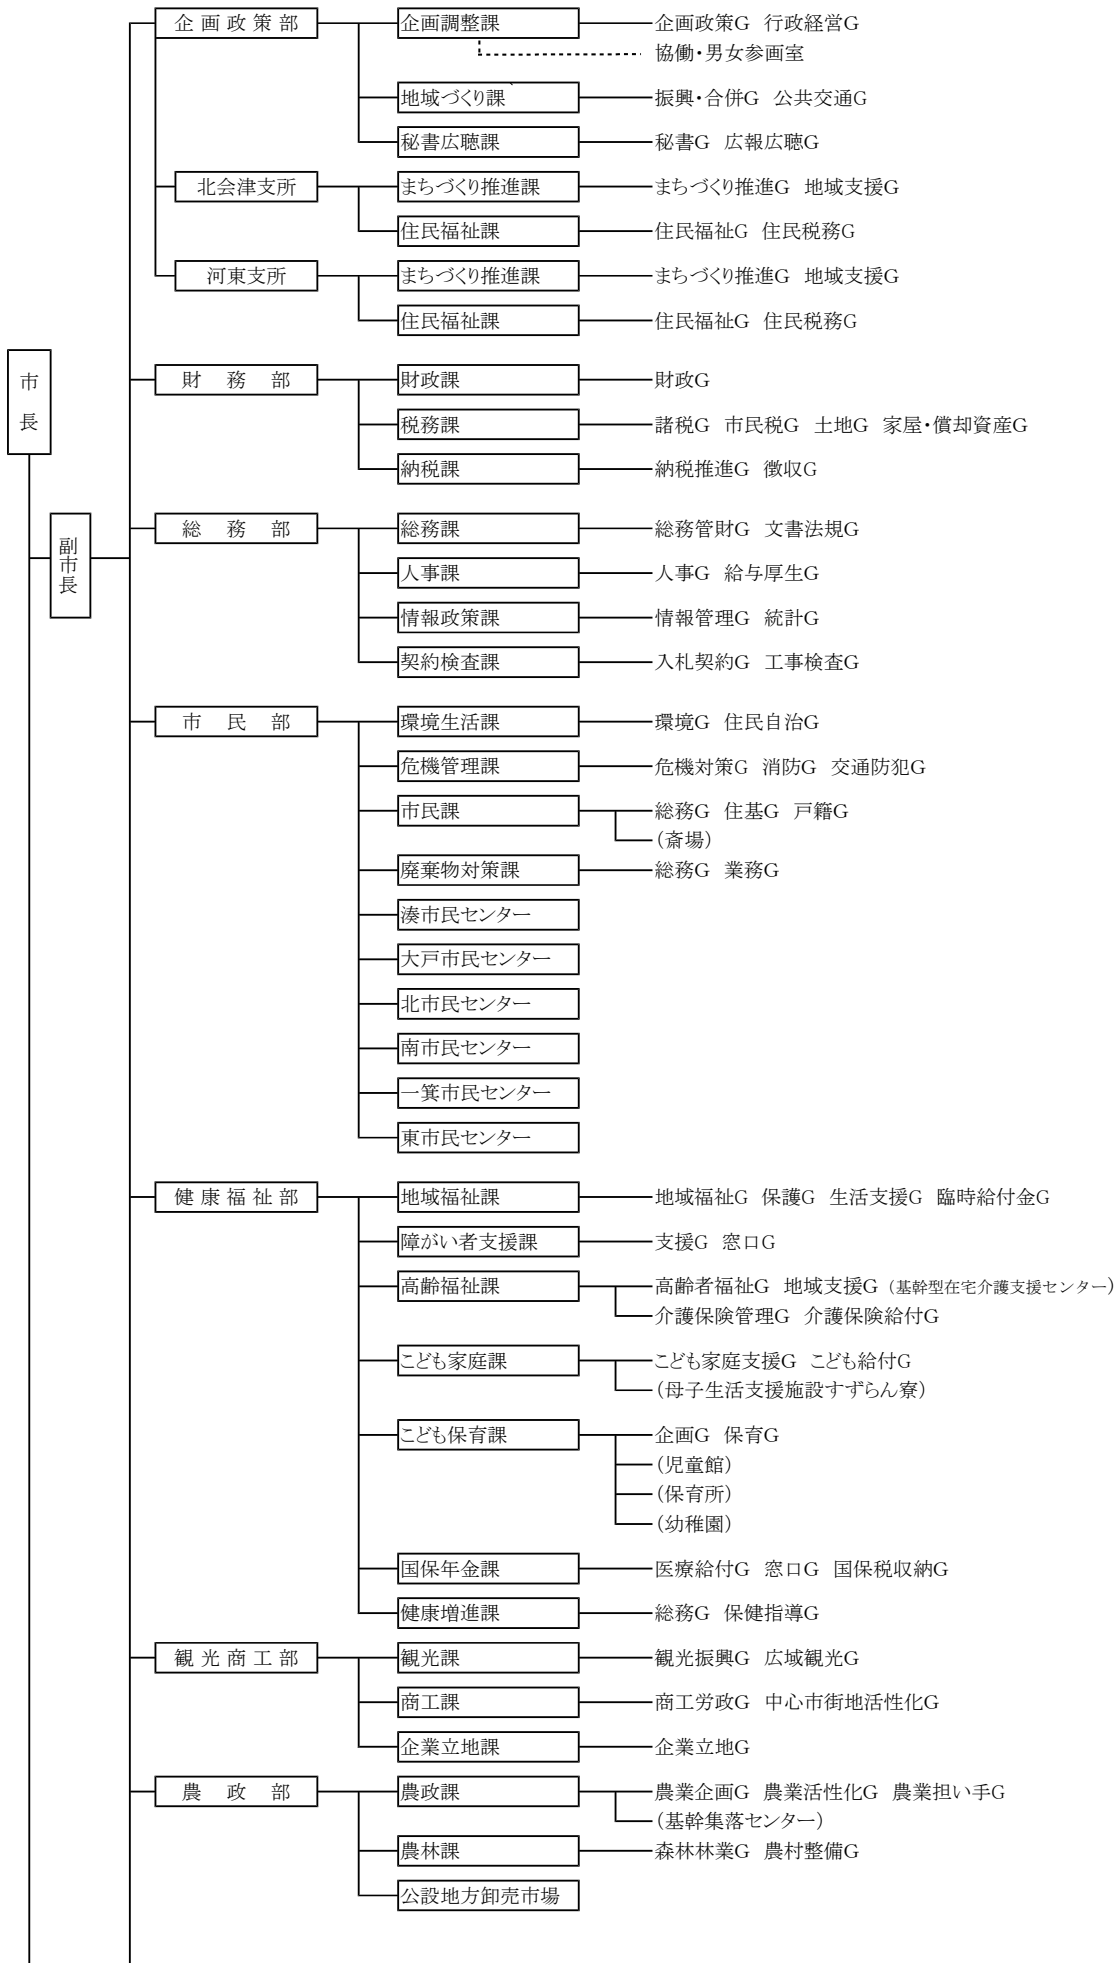 企画政策部 企画調整課 企画政策G 行政経営G
協働・男女参画室
地域づくり課 振興・合併G 公共交通G
秘書広聴課 秘書G 広報広聴G
北会津支所 まちづくり推進課 まちづくり推進G 地域支援G
住民福祉課 住民福祉G 住民税務G
河東支所 まちづくり推進課 まちづくり推進G 地域支援G
住民福祉課 住民福祉G 住民税務G
市長
財務部 財政課 財政G
税務課 諸税G 市民税G 土地G 家屋・償却資産G
納税課 納税推進G 徴収G
副市長
総務部 総務課 総務管財G 文書法規G
人事課 人事G 給与厚生G
情報政策課 情報管理G 統計G
契約検査課 入札契約G 工事検査G
市民部 環境生活課 環境G 住民自治G
危機管理課 危機対策G 消防G 交通防犯G
市民課 総務G 住基G 戸籍G
(斎場)
廃棄物対策課 総務G 業務G
湊市民センター
大戸市民センター
北市民センター
南市民センター
一箕市民センター
東市民センター
健康福祉部 地域福祉課 地域福祉G 保護G 生活支援G 臨時給付金G
障がい者支援課 支援G 窓口G
高齢福祉課 高齢者福祉G 地域支援G (基幹型在宅介護支援センター)
介護保険管理G 介護保険給付G
こども家庭課 こども家庭支援G こども給付G
(母子生活支援施設すずらん寮)
こども保育課 企画G 保育G
(児童館)
(保育所)
(幼稚園)
国保年金課 医療給付G 窓口G 国保税収納G
健康増進課 総務G 保健指導G
観光商工部 観光課 観光振興G 広域観光G
商工課 商工労政G 中心市街地活性化G
企業立地課 企業立地G
農政部 農政課 農業企画G 農業活性化G 農業担い手G
(基幹集落センター)
農林課 森林林業G 農村整備G
公設地方卸売市場